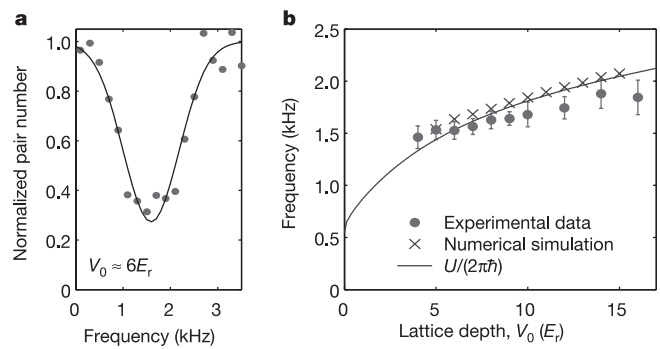 a
Normalized pair number
1.0
0.8
0.6
0.4
0.2
0
V₀ ≈ 6Eᵣ
0 1 2 3
Frequency (kHz)
b
Frequency (kHz)
2.5
2.0
1.5
1.0
0.5
0
Experimental data
Numerical simulation
U/(2πħ)
0 5 10 15
Lattice depth, V₀ (Eᵣ)